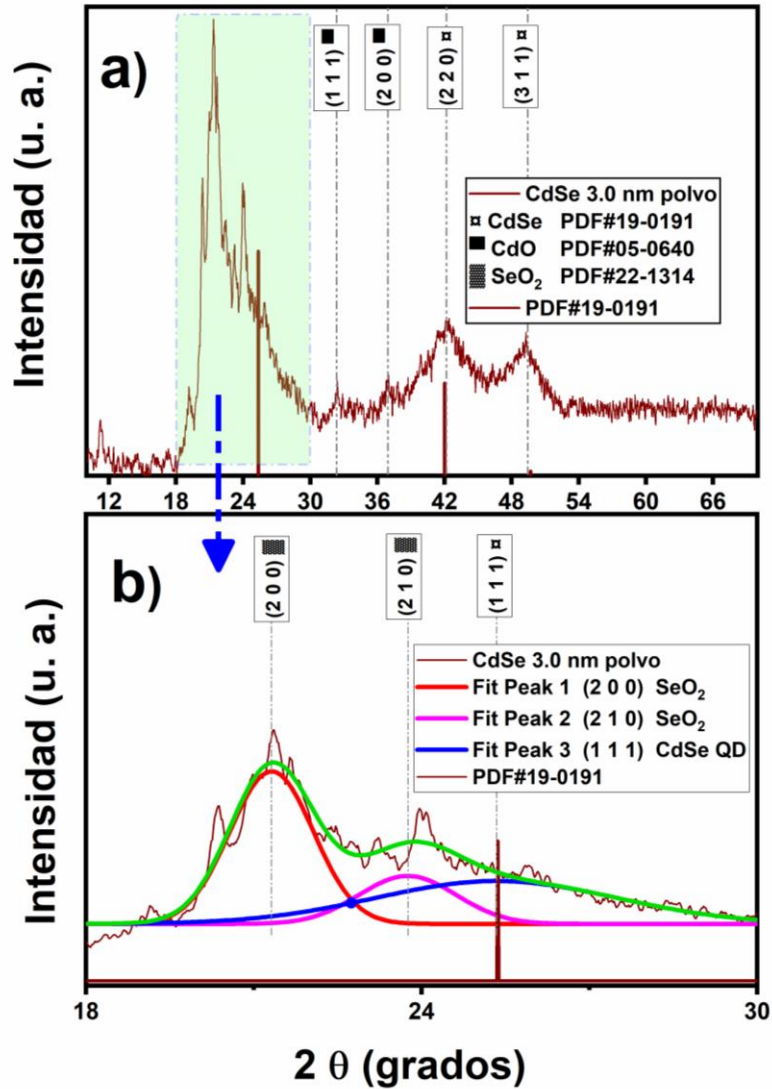 a)
Intensidad (u. a.)
(1 1 1) ■
(2 0 0) ■
(2 2 0) ¤
(3 1 1) ¤
CdSe 3.0 nm polvo
¤ CdSe PDF#19-0191
■ CdO PDF#05-0640
▩ SeO₂ PDF#22-1314
PDF#19-0191
12 18 24 30 36 42 48 54 60 66
b)
Intensidad (u. a.)
(2 0 0) ▩
(2 1 0) ▩
(1 1 1) ¤
CdSe 3.0 nm polvo
Fit Peak 1 (2 0 0) SeO₂
Fit Peak 2 (2 1 0) SeO₂
Fit Peak 3 (1 1 1) CdSe QD
PDF#19-0191
18 24 30
2 θ (grados)